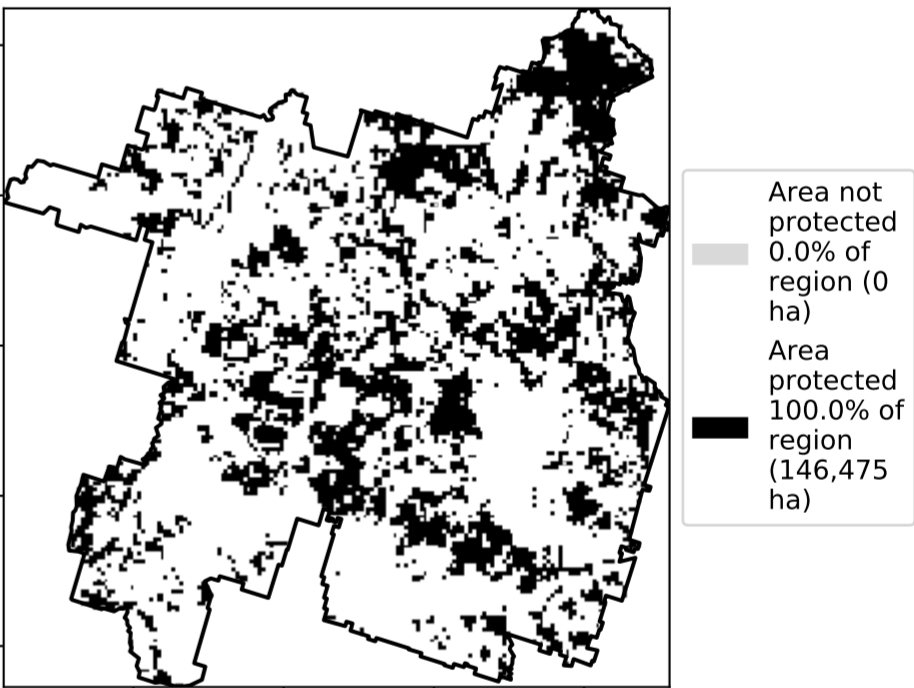 Area not
protected
0.0% of
region (0
ha)
Area
protected
100.0% of
region
(146,475
ha)